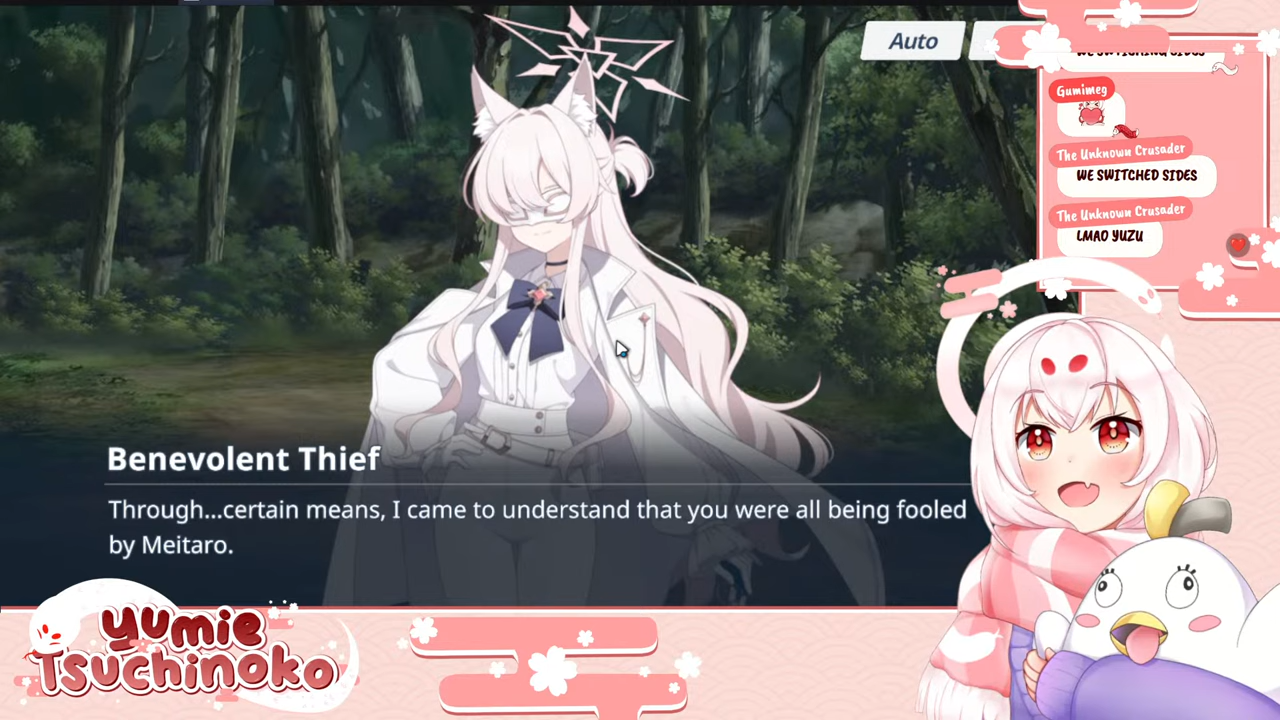 Auto
WE SWITCHING SIDES
Gumimeg
The Unknown Crusader
WE SWITCHED SIDES
The Unknown Crusader
LMAO YUZU
Benevolent Thief
Through...certain means, I came to understand that you were all being fooled
by Meitaro.
yumie
Tsuchinoko